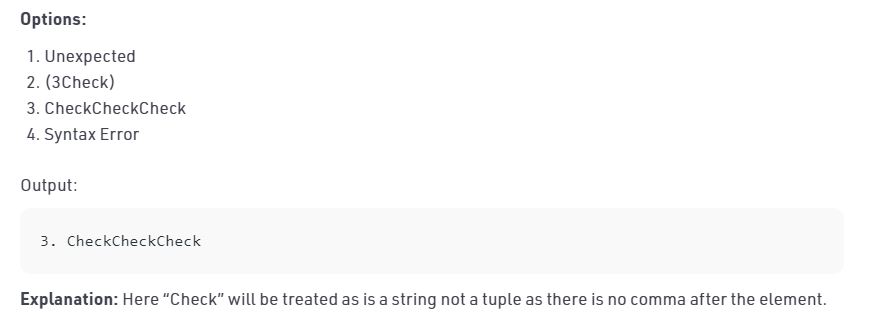 Options:
1. Unexpected
2. (3Check)
3. CheckCheckCheck
4. Syntax Error
Output:
3. CheckCheckCheck
Explanation: Here “Check” will be treated as is a string not a tuple as there is no comma after the element.